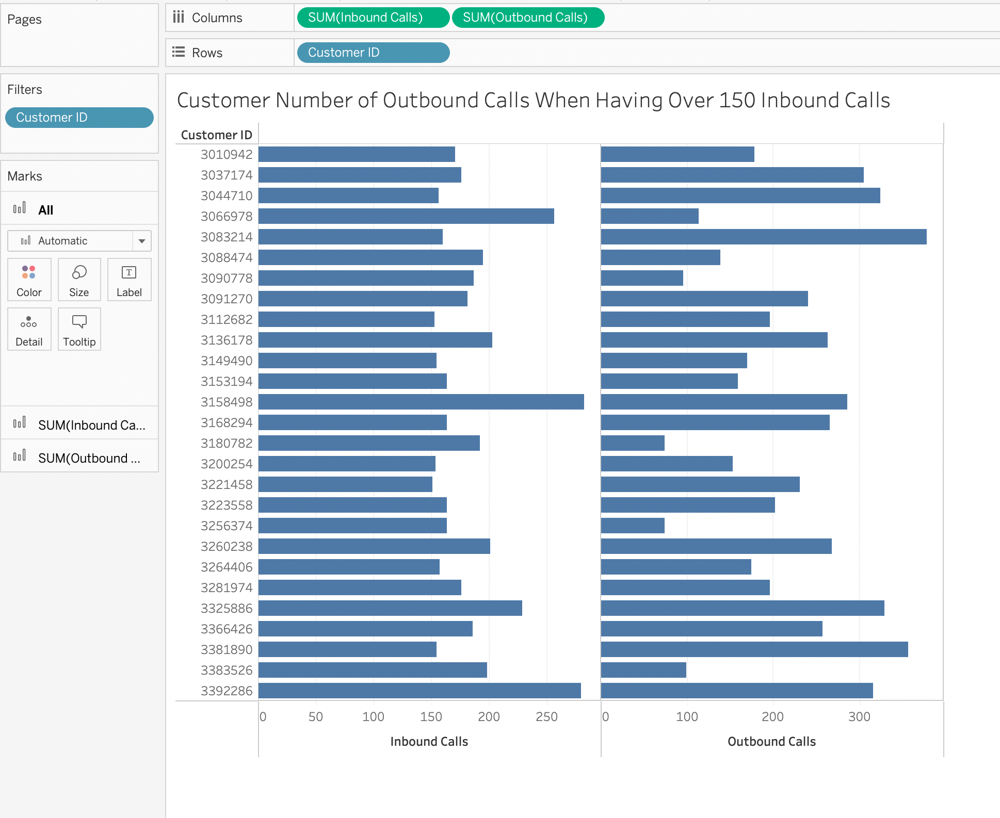 Pages
Columns SUM(Inbound Calls) SUM(Outbound Calls)
Rows Customer ID
Filters
Customer ID
Marks
All
Automatic
Color Size T Label
Detail Tooltip
SUM(Inbound Ca...
SUM(Outbound ...
Customer Number of Outbound Calls When Having Over 150 Inbound Calls
Customer ID
3010942
3037174
3044710
3066978
3083214
3088474
3090778
3091270
3112682
3136178
3149490
3153194
3158498
3168294
3180782
3200254
3221458
3223558
3256374
3260238
3264406
3281974
3325886
3366426
3381890
3383526
3392286
0 50 100 150 200 250 0 100 200 300
Inbound Calls Outbound Calls